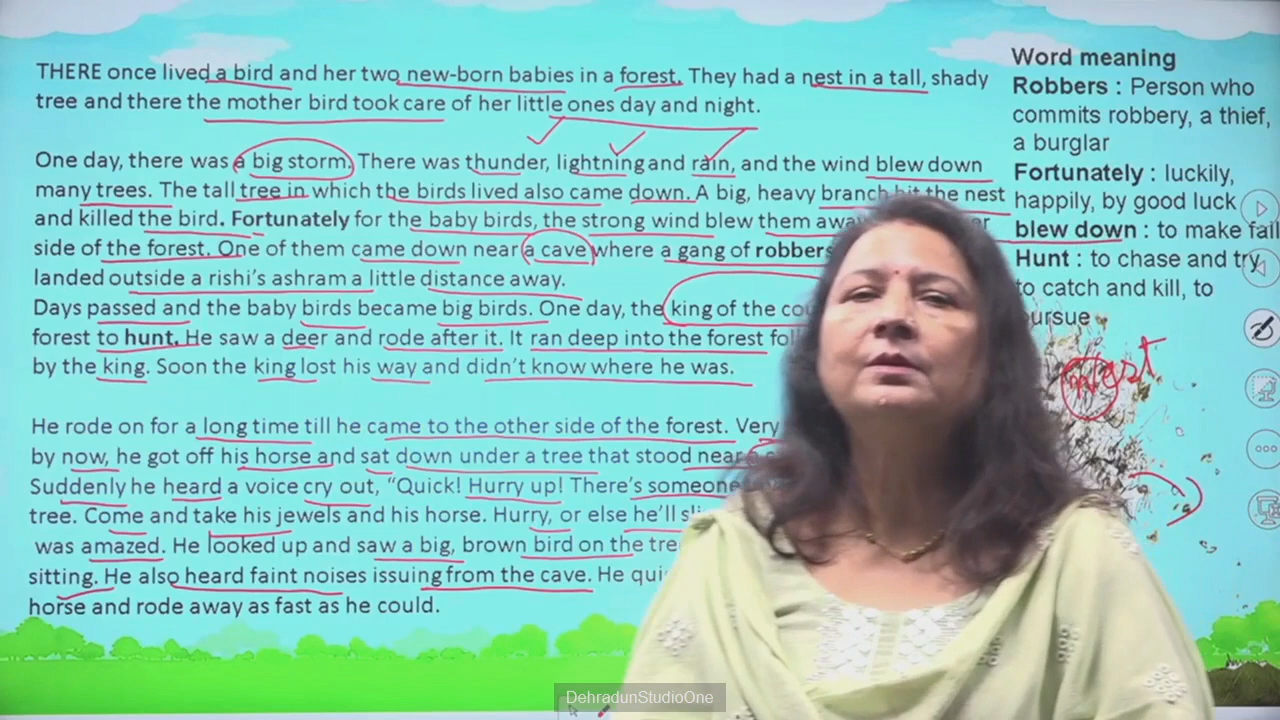 THERE once lived a bird and her two new-born babies in a forest. They had a nest in a tall, shady
tree and there the mother bird took care of her little ones day and night.
One day, there was a big storm. There was thunder, lightning and rain, and the wind blew down
many trees. The tall tree in which the birds lived also came down. A big, heavy branch hit the nest
and killed the bird. Fortunately for the baby birds, the strong wind blew them away
side of the forest. One of them came down near a cave where a gang of robbers
landed outside a rishi's ashram a little distance away.
Days passed and the baby birds became big birds. One day, the king of the
forest to hunt. He saw a deer and rode after it. It ran deep into the forest
by the king. Soon the king lost his way and didn't know where he was.
He rode on for a long time till he came to the other side of the forest. Very
by now, he got off his horse and sat down under a tree that stood near
Suddenly he heard a voice cry out, “Quick! Hurry up! There's someone
tree. Come and take his jewels and his horse. Hurry, or else he'll
was amazed. He looked up and saw a big, brown bird on the
sitting. He also heard faint noises issuing from the cave. He
horse and rode away as fast as he could.
Word meaning
Robbers : Person who
commits robbery, a thief,
a burglar
Fortunately : luckily,
happily, by good luck
blew down : to make fall
Hunt : to chase and try
to catch and kill, to
nest
DehradunStudioOne